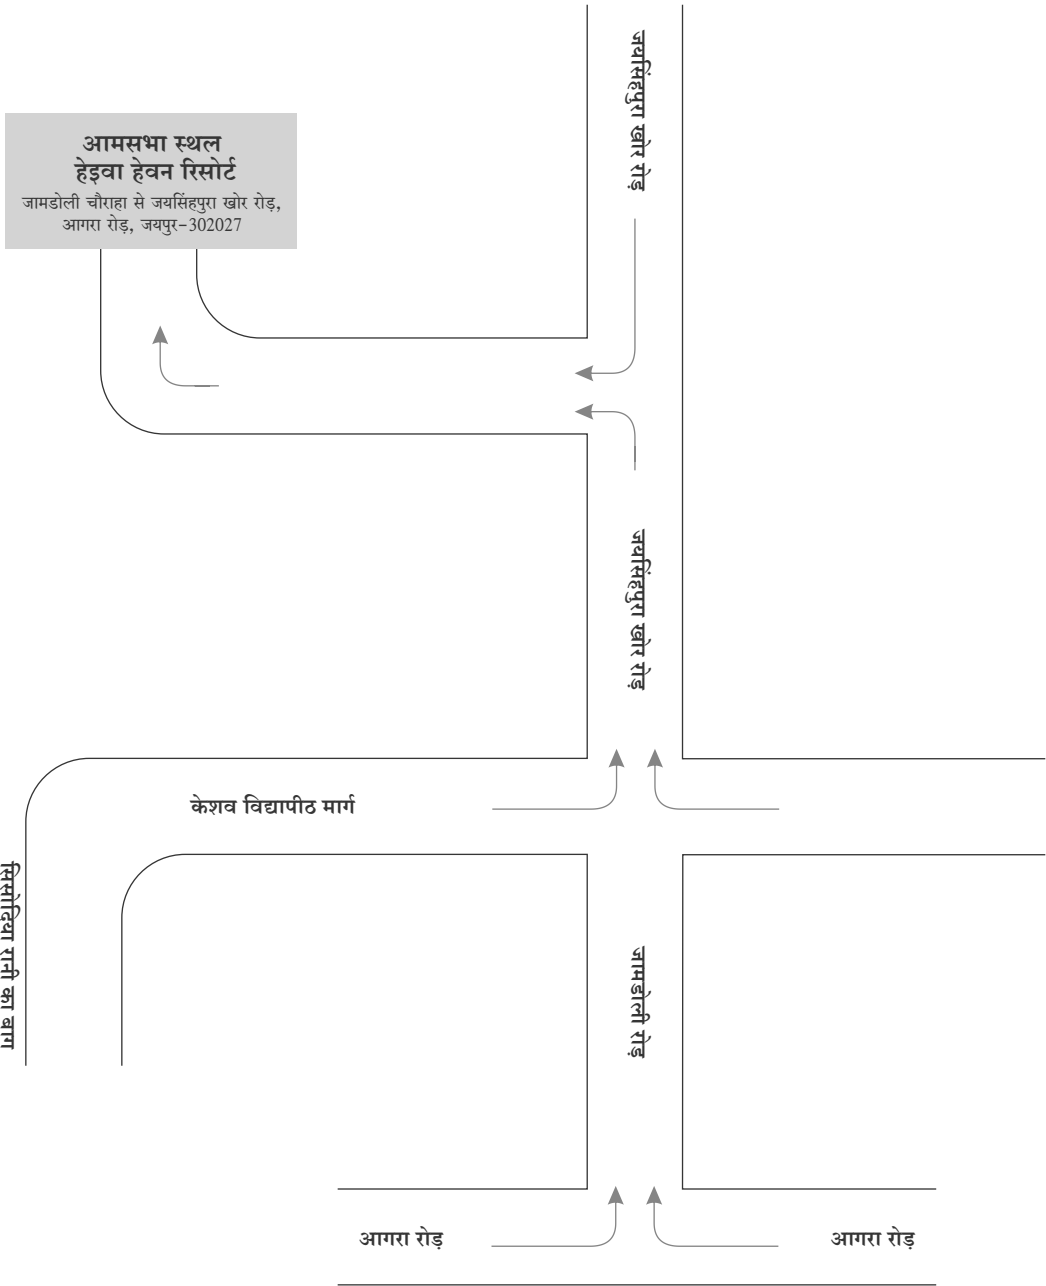 जयसिंहपुरा खोर रोड़
आमसभा स्थल
हेइवा हेवन रिसोर्ट
जामडोली चौराहा से जयसिंहपुरा खोर रोड़,
आगरा रोड़, जयपुर-302027
जयसिंहपुरा खोर रोड़
केशव विद्यापीठ मार्ग
सिसोदिया रानी का बाग
जामडोली रोड़
आगरा रोड़
आगरा रोड़